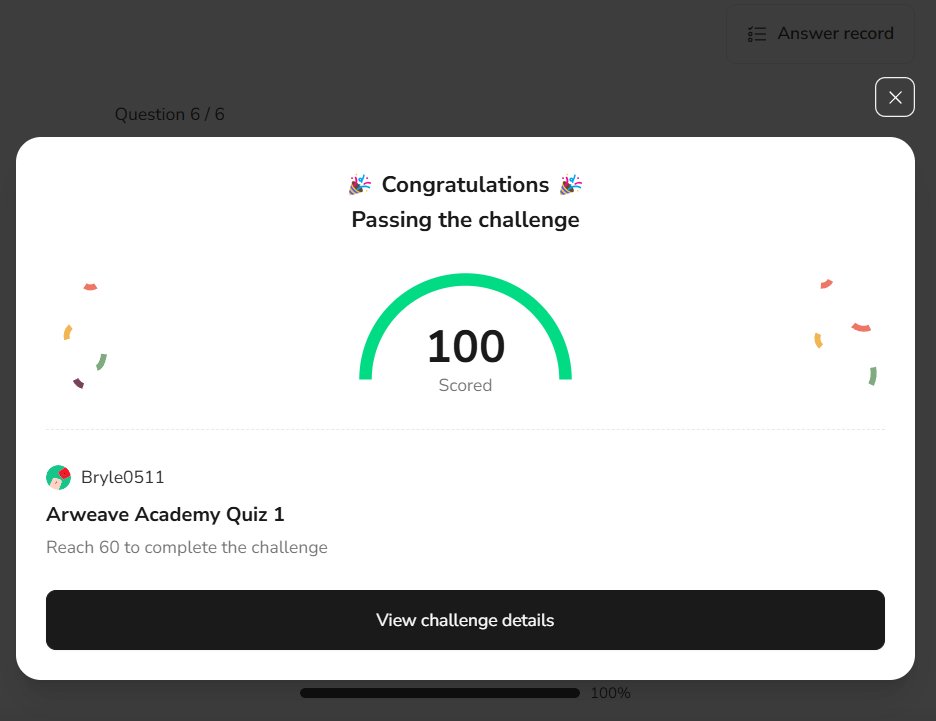 Answer record
Question 6 / 6
Congratulations
Passing the challenge
100
Scored
Bryle0511
Arweave Academy Quiz 1
Reach 60 to complete the challenge
View challenge details
100%